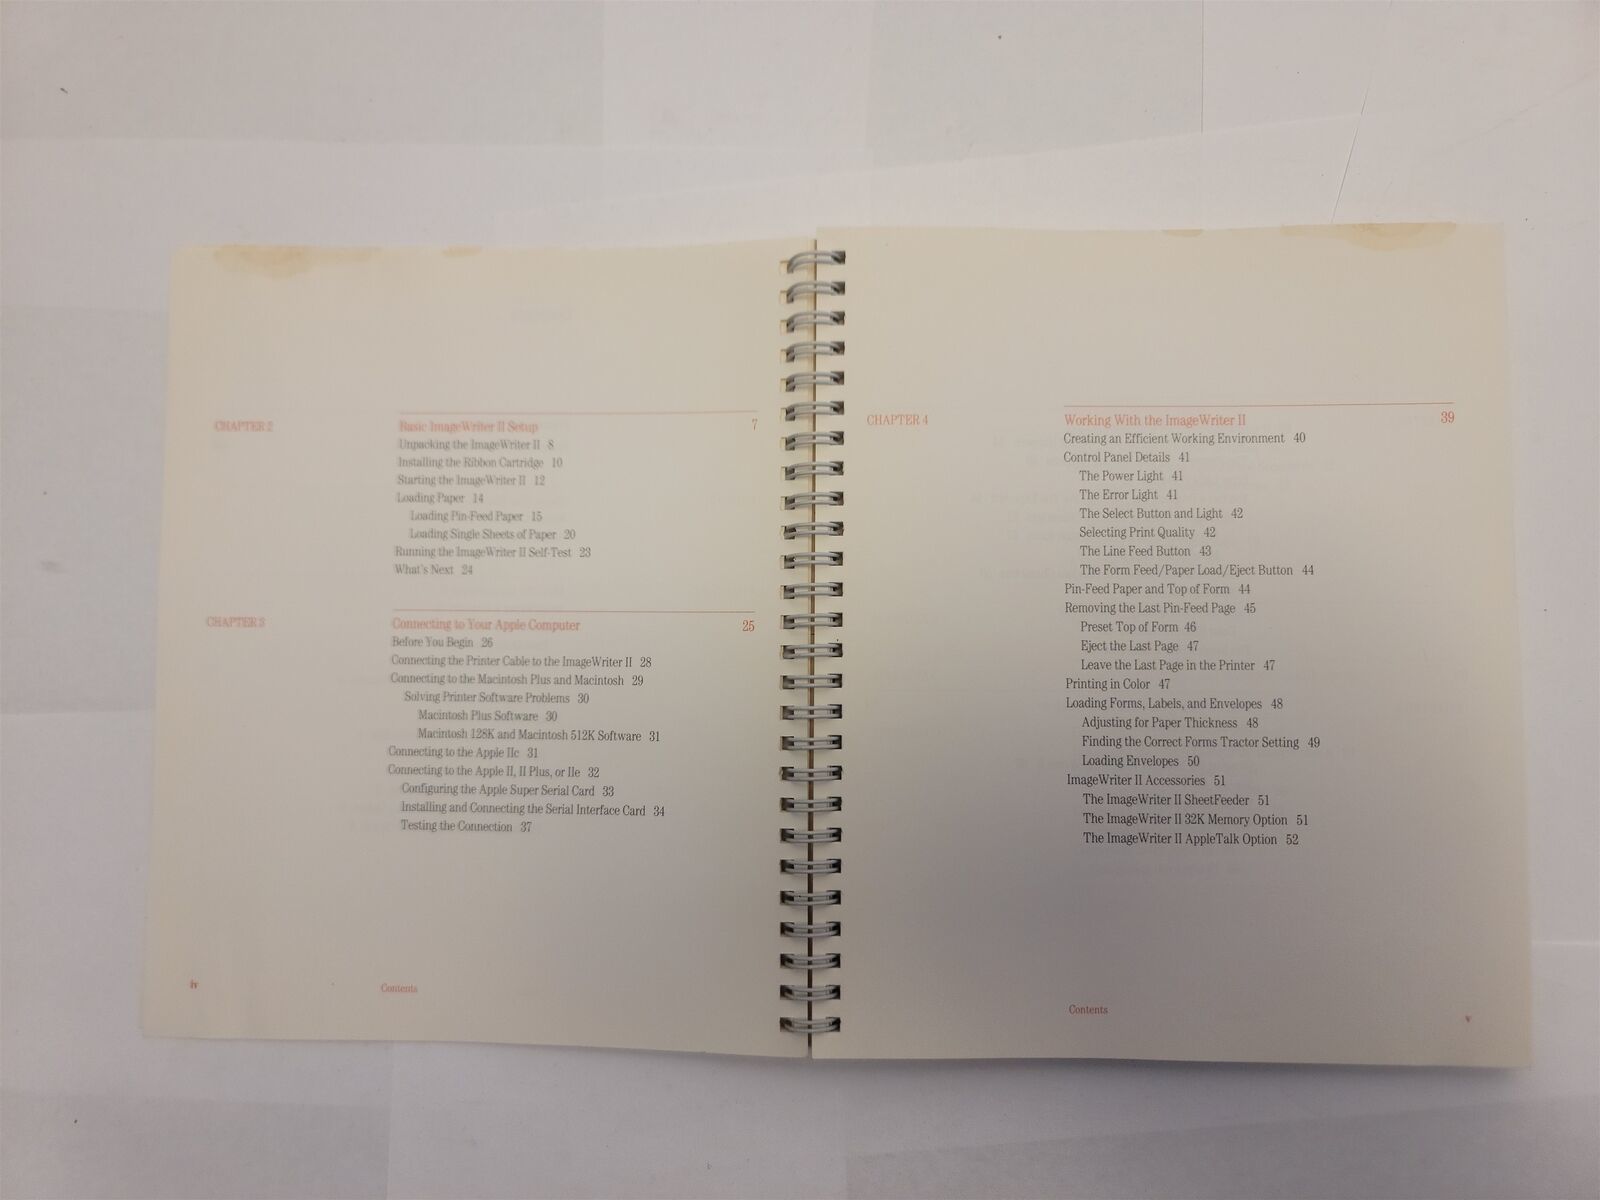 CHAPTER 2
Basic ImageWriter II Setup 7
Unpacking the ImageWriter II 8
Installing the Ribbon Cartridge 10
Starting the ImageWriter II 12
Loading Paper 14
Loading Pin-Feed Paper 15
Loading Single Sheets of Paper 20
Running the ImageWriter II Self-Test 23
What's Next 24
CHAPTER 3
Connecting to Your Apple Computer 25
Before You Begin 26
Connecting the Printer Cable to the ImageWriter II 28
Connecting to the Macintosh Plus and Macintosh 29
Solving Printer Software Problems 30
Macintosh Plus Software 30
Macintosh 128K and Macintosh 512K Software 31
Connecting to the Apple IIc 31
Connecting to the Apple II, II Plus, or IIe 32
Configuring the Apple Super Serial Card 33
Installing and Connecting the Serial Interface Card 34
Testing the Connection 37
iv Contents
CHAPTER 4
Working With the ImageWriter II 39
Creating an Efficient Working Environment 40
Control Panel Details 41
The Power Light 41
The Error Light 41
The Select Button and Light 42
Selecting Print Quality 42
The Line Feed Button 43
The Form Feed/Paper Load/Eject Button 44
Pin-Feed Paper and Top of Form 44
Removing the Last Pin-Feed Page 45
Preset Top of Form 46
Eject the Last Page 47
Leave the Last Page in the Printer 47
Printing in Color 47
Loading Forms, Labels, and Envelopes 48
Adjusting for Paper Thickness 48
Finding the Correct Forms Tractor Setting 49
Loading Envelopes 50
ImageWriter II Accessories 51
The ImageWriter II SheetFeeder 51
The ImageWriter II 32K Memory Option 51
The ImageWriter II AppleTalk Option 52
Contents v